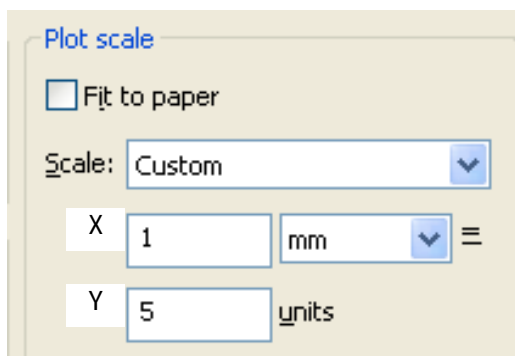 Plot scale
Fit to paper
Scale: Custom
X 1 mm =
Y 5 units